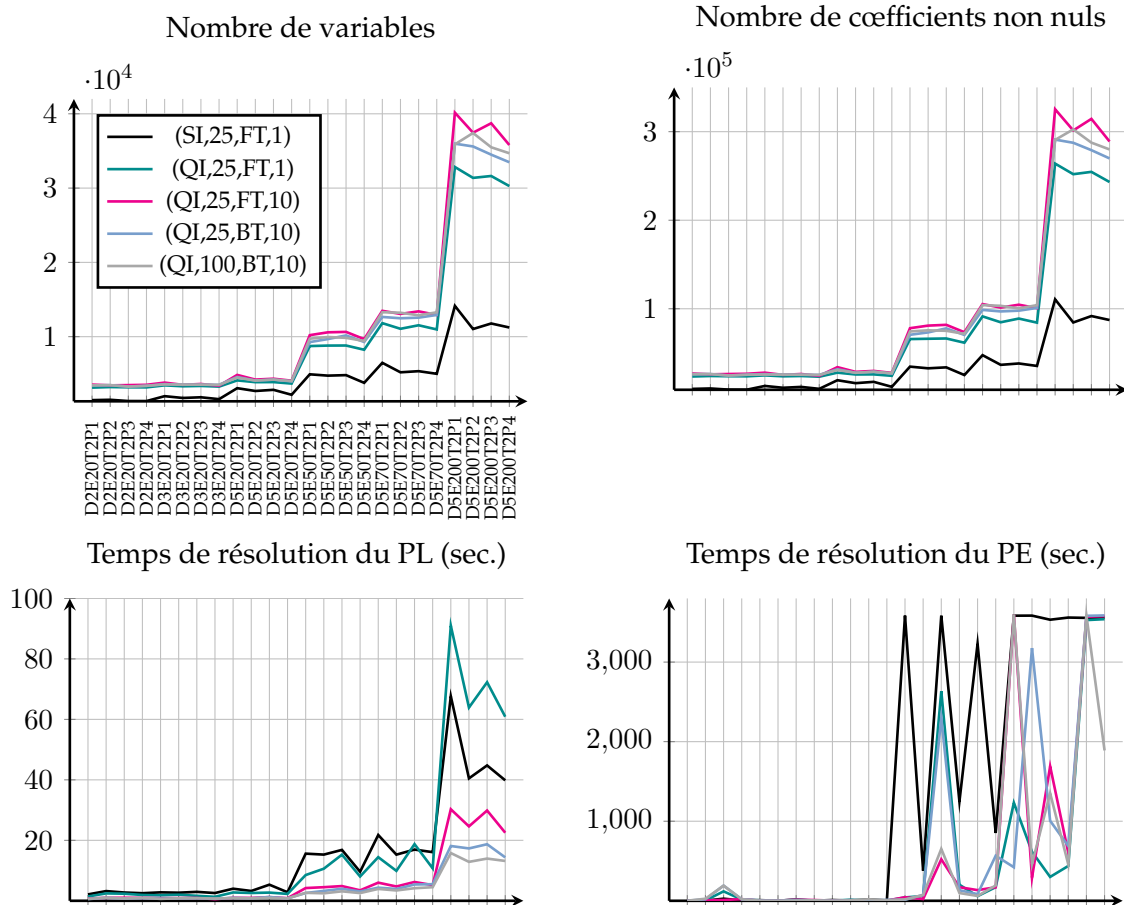 Nombre de variables
·10^4
4
3
2
1
(SI,25,FT,1)
(QI,25,FT,1)
(QI,25,FT,10)
(QI,25,BT,10)
(QI,100,BT,10)
D2E20T2P1
D2E20T2P2
D2E20T2P3
D2E20T2P4
D3E20T2P1
D3E20T2P2
D3E20T2P3
D3E20T2P4
D5E20T2P1
D5E20T2P2
D5E20T2P3
D5E20T2P4
D5E50T2P1
D5E50T2P2
D5E50T2P3
D5E50T2P4
D5E70T2P1
D5E70T2P2
D5E70T2P3
D5E70T2P4
D5E200T2P1
D5E200T2P2
D5E200T2P3
D5E200T2P4
Nombre de cœfficients non nuls
·10^5
3
2
1
Temps de résolution du PL (sec.)
100
80
60
40
20
Temps de résolution du PE (sec.)
3,000
2,000
1,000